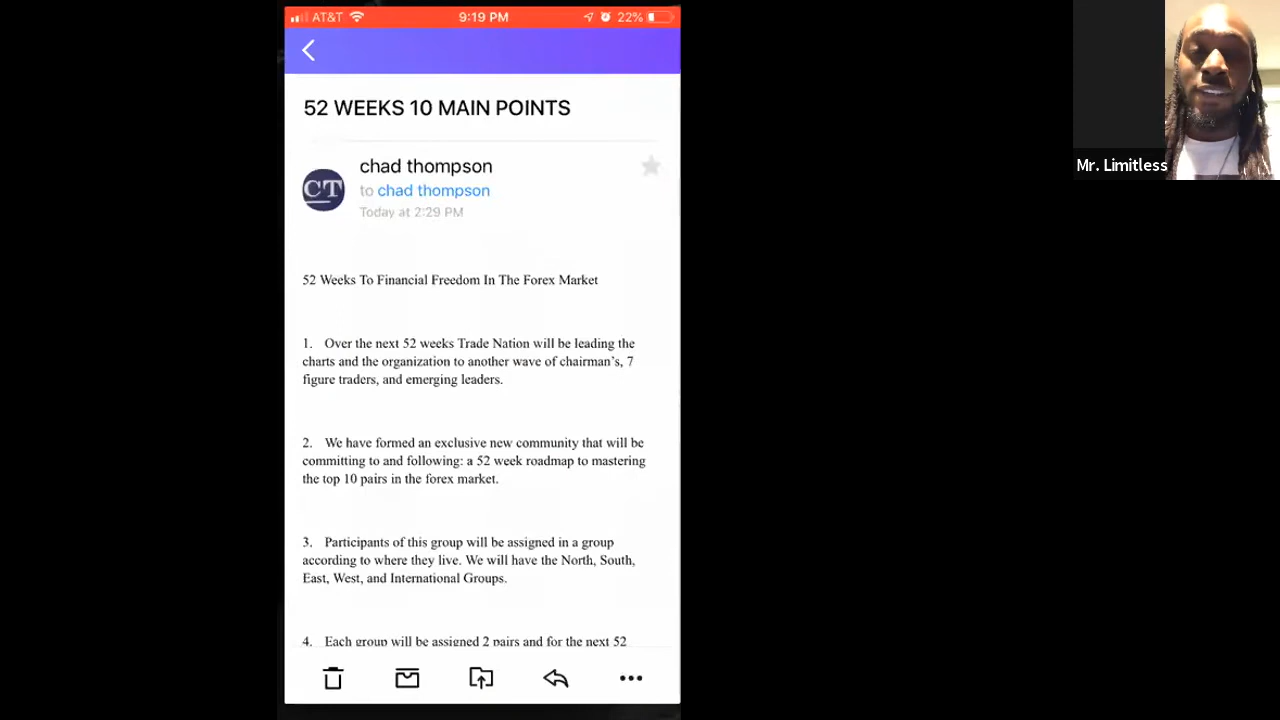 AT&T 9:19 PM 22%
52 WEEKS 10 MAIN POINTS
CT
chad thompson
to chad thompson
Today at 2:29 PM
52 Weeks To Financial Freedom In The Forex Market
1. Over the next 52 weeks Trade Nation will be leading the
charts and the organization to another wave of chairman's, 7
figure traders, and emerging leaders.
2. We have formed an exclusive new community that will be
committing to and following: a 52 week roadmap to mastering
the top 10 pairs in the forex market.
3. Participants of this group will be assigned in a group
according to where they live. We will have the North, South,
East, West, and International Groups.
4. Each group will be assigned 2 pairs and for the next 52
Mr. Limitless